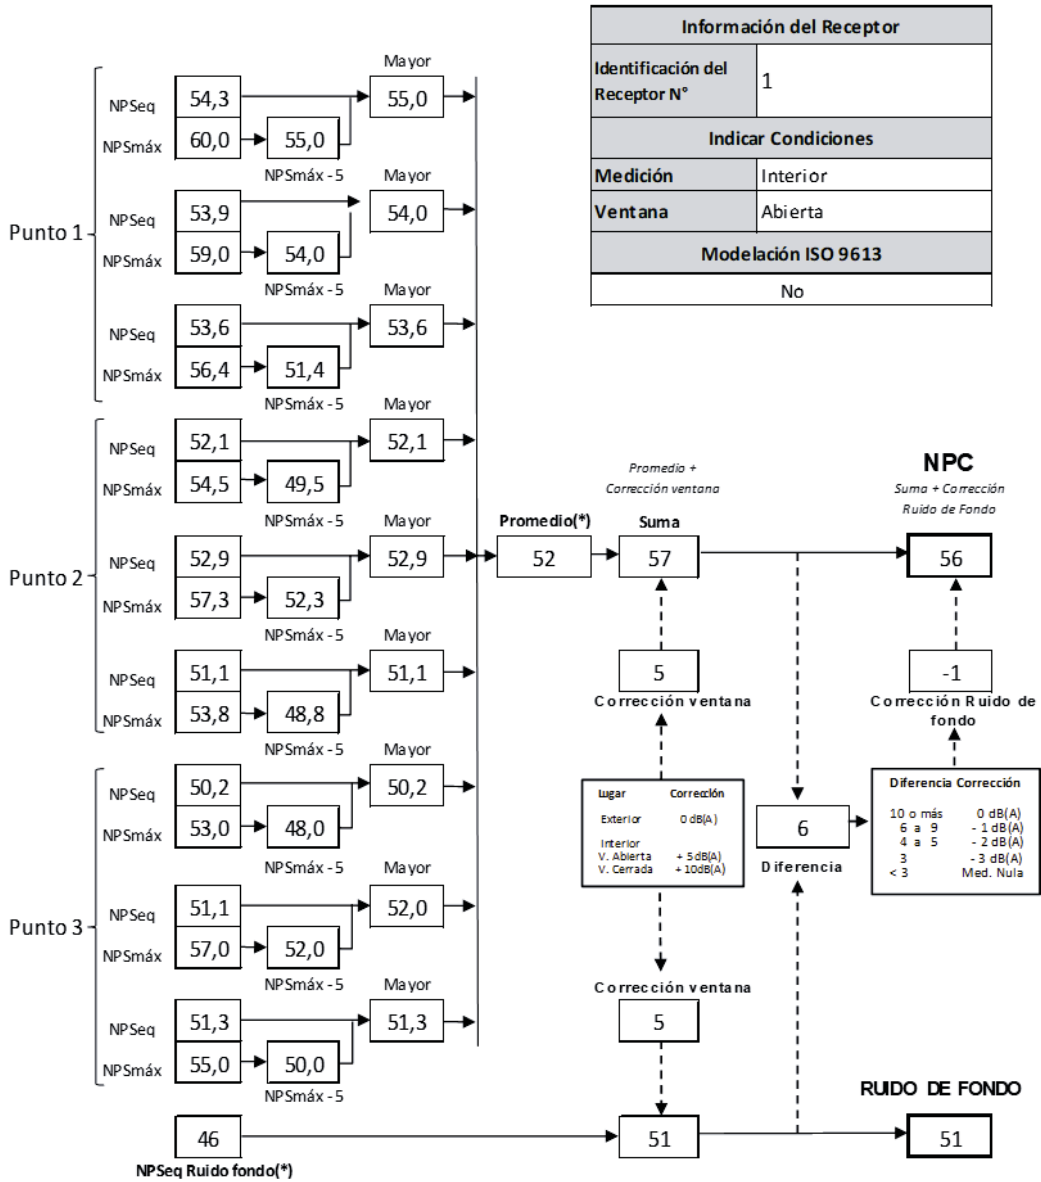 Información del Receptor
Identificación del
Receptor N°
1
Indicar Condiciones
Medición
Interior
Ventana
Abierta
Modelación ISO 9613
No
Punto 1
Mayor
NPSeq
54,3
55,0
NPSmáx
60,0
55,0
NPSmáx - 5
Mayor
NPSeq
53,9
54,0
NPSmáx
59,0
54,0
NPSmáx - 5
Mayor
NPSeq
53,6
53,6
NPSmáx
56,4
51,4
NPSmáx - 5
Punto 2
Mayor
NPSeq
52,1
52,1
NPSmáx
54,5
49,5
NPSmáx - 5
Mayor
NPSeq
52,9
52,9
NPSmáx
57,3
52,3
NPSmáx - 5
Mayor
NPSeq
51,1
51,1
NPSmáx
53,8
48,8
NPSmáx - 5
Punto 3
Mayor
NPSeq
50,2
50,2
NPSmáx
53,0
48,0
NPSmáx - 5
Mayor
NPSeq
51,1
52,0
NPSmáx
57,0
52,0
NPSmáx - 5
Mayor
NPSeq
51,3
51,3
NPSmáx
55,0
50,0
NPSmáx - 5
46
NPSeq Ruido fondo(*)
Promedio(*)
52
Promedio +
Corrección ventana
Suma
57
5
Corrección ventana
Lugar Corrección
Exterior 0 dB(A)
Interior
V. Abierta + 5dB(A)
V. Cerrada + 10dB(A)
Corrección ventana
5
51
6
Diferencia
NPC
Suma + Corrección
Ruido de Fondo
56
-1
Corrección Ruido de
fondo
Diferencia Corrección
10 o más 0 dB(A)
6 a 9 - 1 dB(A)
4 a 5 - 2 dB(A)
3 - 3 dB(A)
< 3 Med. Nula
RUIDO DE FONDO
51